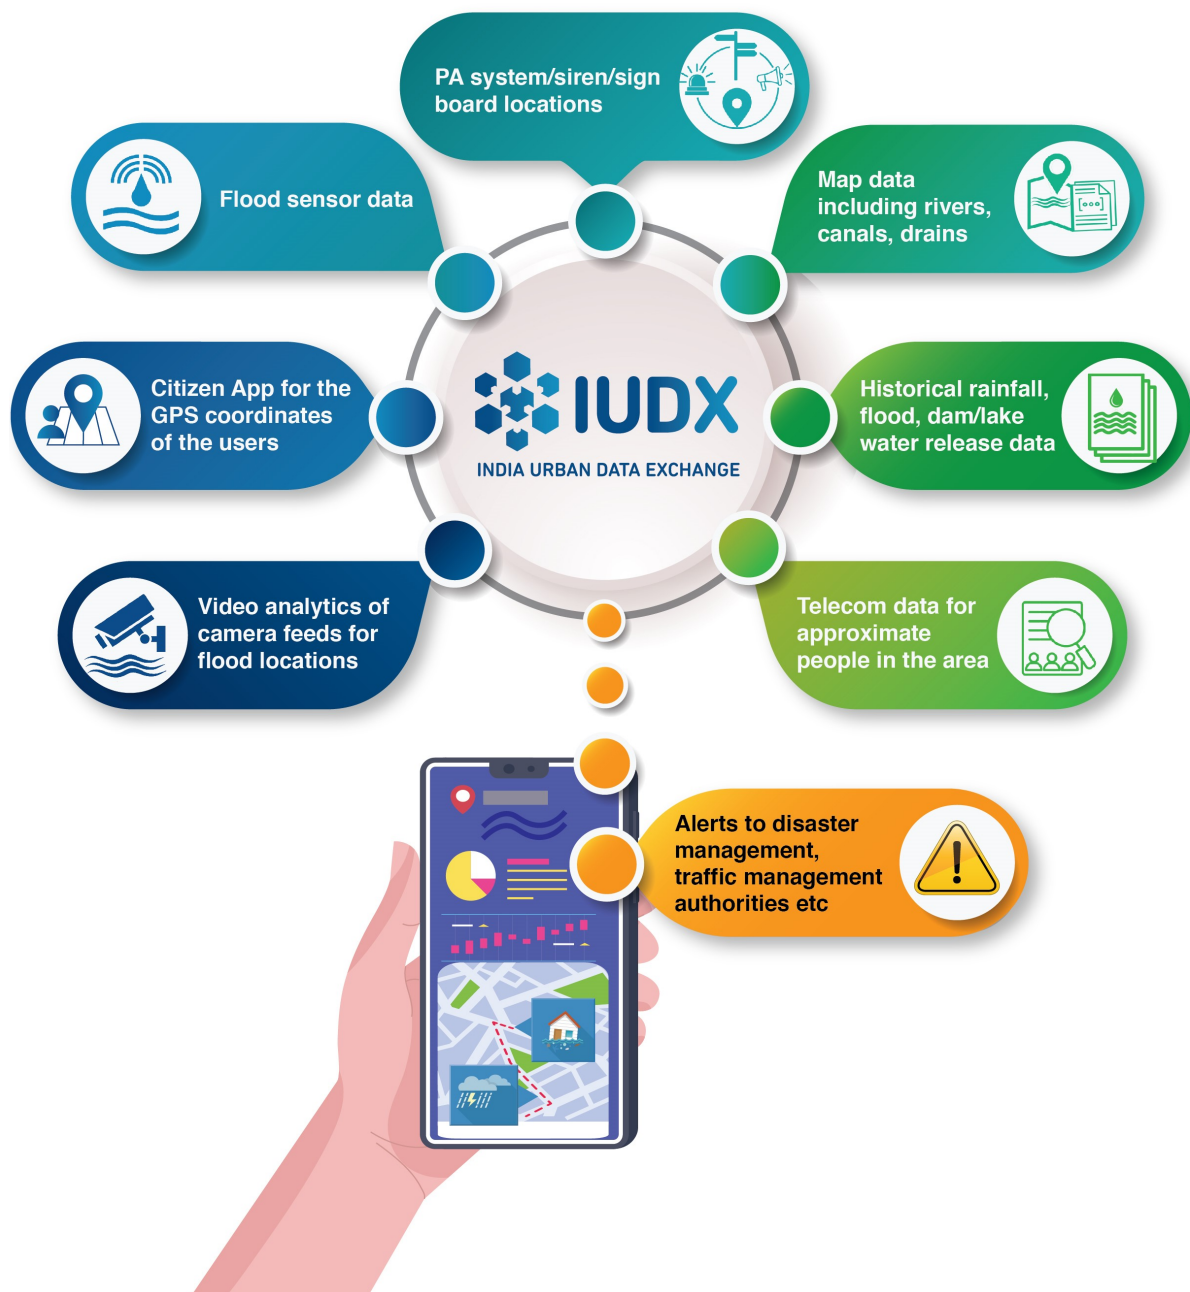 PA system/siren/sign
board locations
Flood sensor data
Map data
including rivers,
canals, drains
Citizen App for the
GPS coordinates
of the users
IUDX
INDIA URBAN DATA EXCHANGE
Historical rainfall,
flood, dam/lake
water release data
Video analytics of
camera feeds for
flood locations
Telecom data for
approximate
people in the area
Alerts to disaster
management,
traffic management
authorities etc